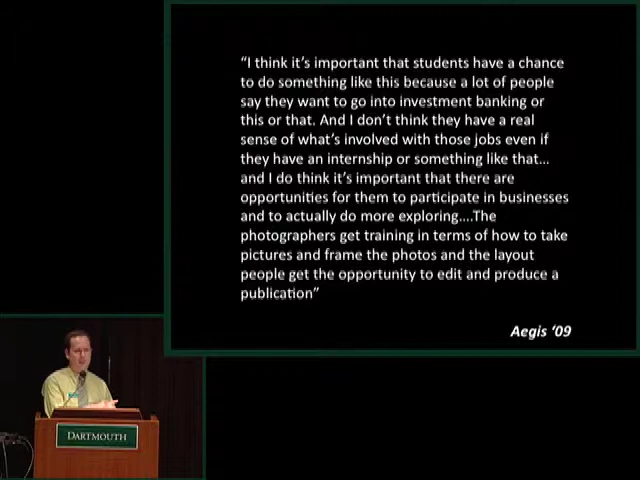 “I think it’s important that students have a chance
to do something like this because a lot of people
say they want to go into investment banking or
this or that. And I don’t think they have a real
sense of what’s involved with those jobs even if
they have an internship or something like that...
and I do think it’s important that there are
opportunities for them to participate in businesses
and to actually do more exploring....The
photographers get training in terms of how to take
pictures and frame the photos and the layout
people get the opportunity to edit and produce a
publication”
Aegis ‘09
DARTMOUTH